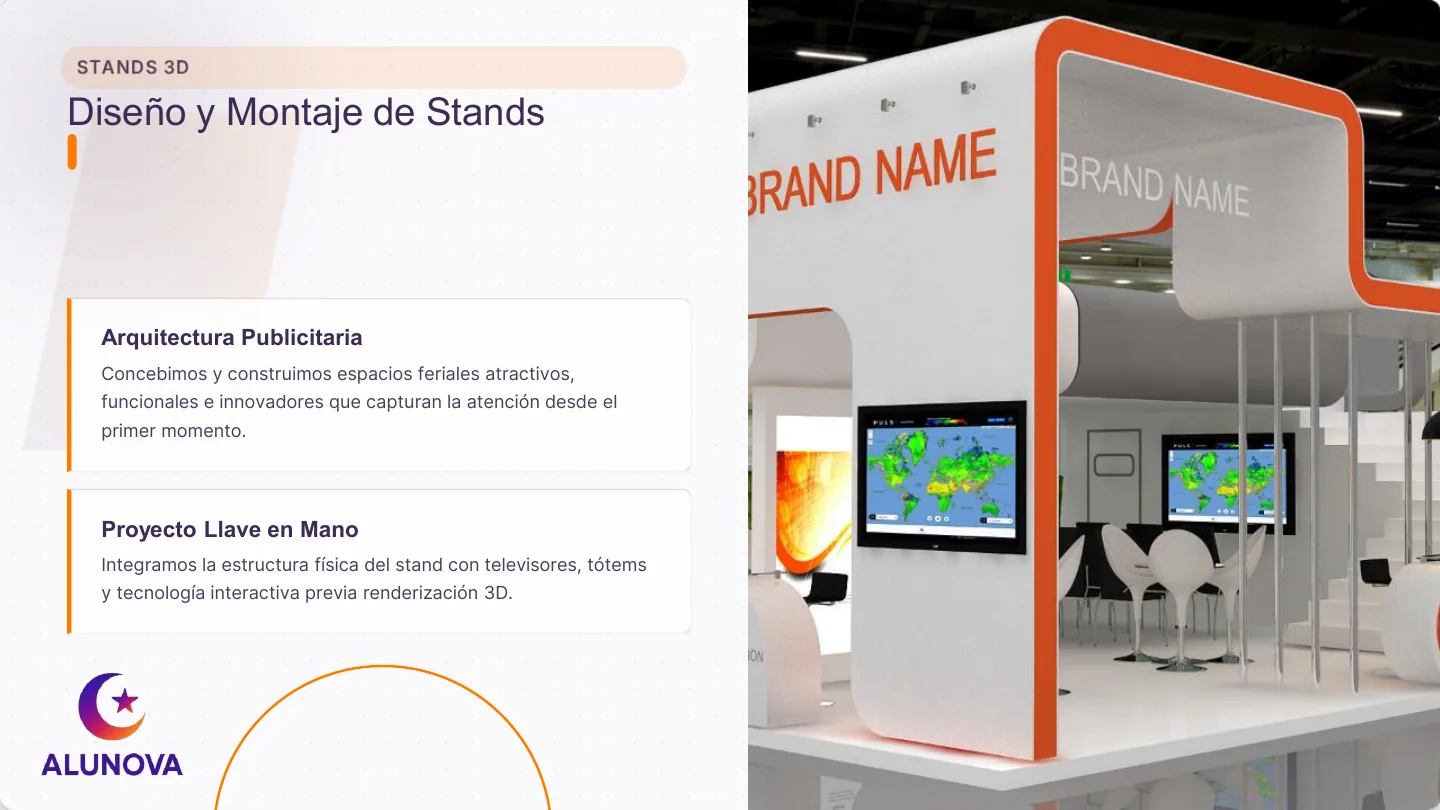 STANDS 3D
Diseño y Montaje de Stands
Arquitectura Publicitaria
Concebimos y construimos espacios feriales atractivos,
funcionales e innovadores que capturan la atención desde el
primer momento.
Proyecto Llave en Mano
Integramos la estructura física del stand con televisores, tótems
y tecnología interactiva previa renderización 3D.
ALUNOVA
BRAND NAME
BRAND NAME
PULS
PULS